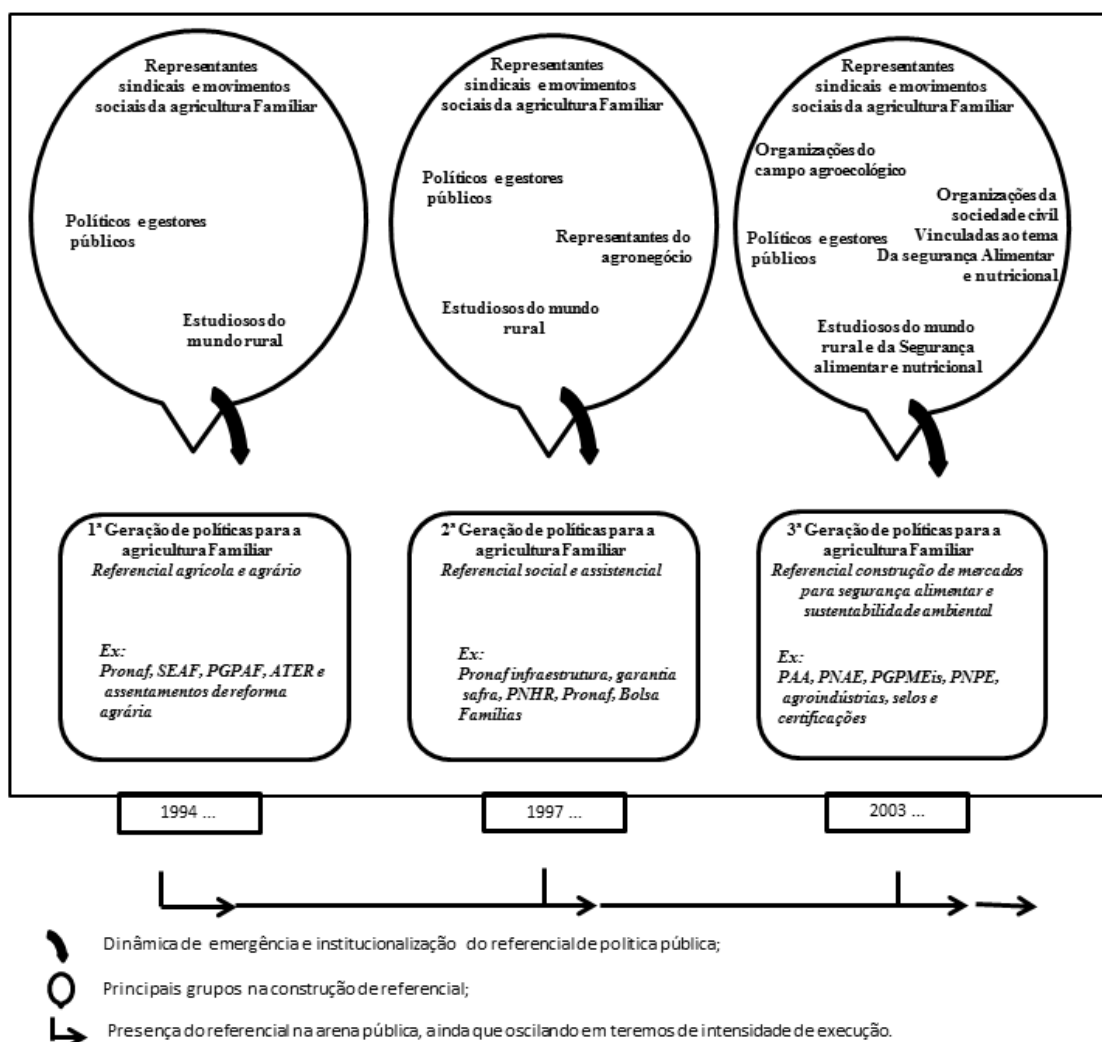 Representantes
sindicais e movimentos
sociais da agricultura Familiar
Políticos e gestores
públicos
Estudiosos do
mundo rural
Representantes
sindicais e movimentos
sociais da agricultura Familiar
Políticos e gestores
públicos
Representantes do
agronegócio
Estudiosos do mundo
rural
Representantes
sindicais e movimentos
sociais da agricultura Familiar
Organizações do
campo agroecológico
Organizações da
sociedade civil
Vinculadas ao tema
Da segurança Alimentar
e nutricional
Políticos e gestores
públicos
Estudiosos do mundo
rural e da Segurança
alimentar e nutricional
1ª Geração de políticas para a
agricultura Familiar
Referencial agrícola e agrário
Ex:
Pronaf, SEAF, PGPAF, ATER e
assentamentos de reforma
agrária
2ª Geração de políticas para a
agricultura Familiar
Referencial social e assistencial
Ex:
Pronaf infraestrutura, garantia
safra, PNHR, Pronaf, Bolsa
Famílias
3ª Geração de políticas para a
agricultura Familiar
Referencial construção de mercados
para segurança alimentar e
sustentabilidade ambiental
Ex:
PAA, PNAE, PGPMEis, PNPE,
agroindústrias, selos e
certificações
1994 ...
1997 ...
2003 ...
Dinâmica de emergência e institucionalização do referencial de política pública;
Principais grupos na construção de referencial;
Presença do referencial na arena pública, ainda que oscilando em teremos de intensidade de execução.